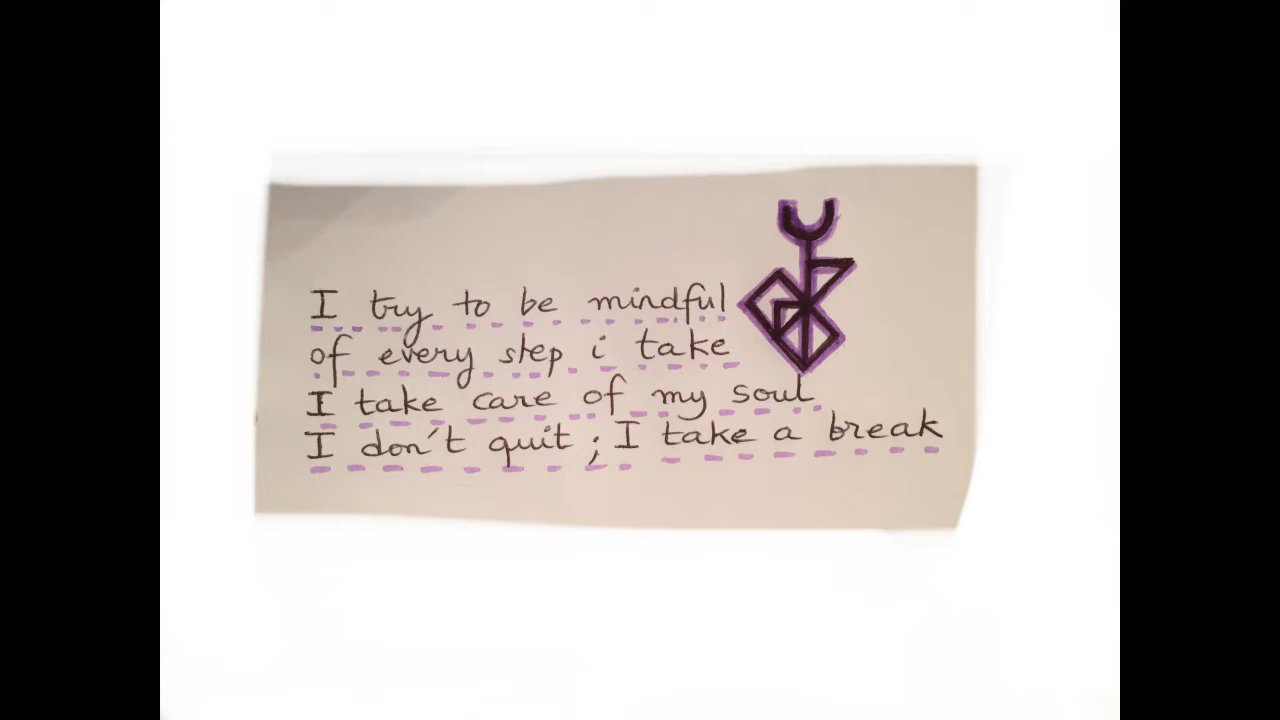 I try to be mindful
of every step i take
I take care of my soul
I don't quit ; I take a break